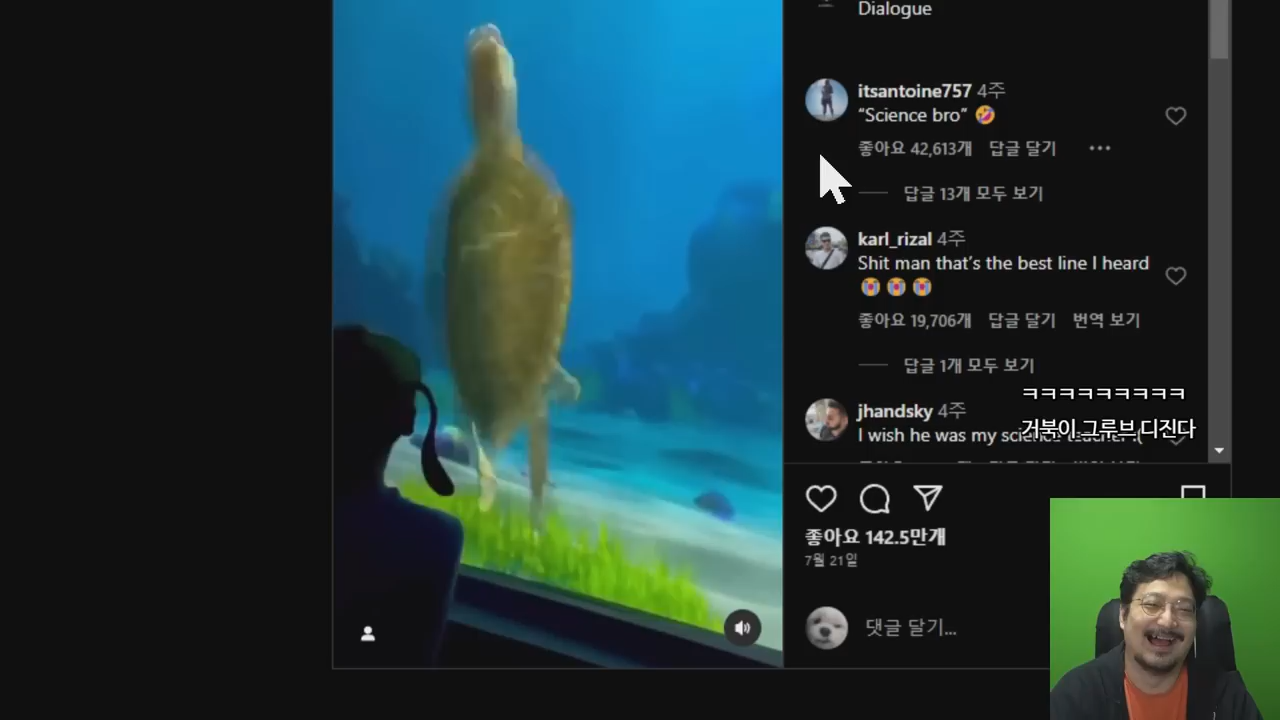 Dialogue
itsantoine757 4주
“Science bro” 🤣
좋아요 42,613개 답글 달기 •••
답글 13개 모두 보기
karl_rizal 4주
Shit man that's the best line I heard
😭 😭 😭
좋아요 19,706개 답글 달기 번역 보기
답글 1개 모두 보기
ㅋㅋㅋㅋㅋㅋㅋㅋㅋ
jhandsky 4주
I wish he was my
거북이 그루브 디진다
좋아요 142.5만개
7월 21일
댓글 달기...